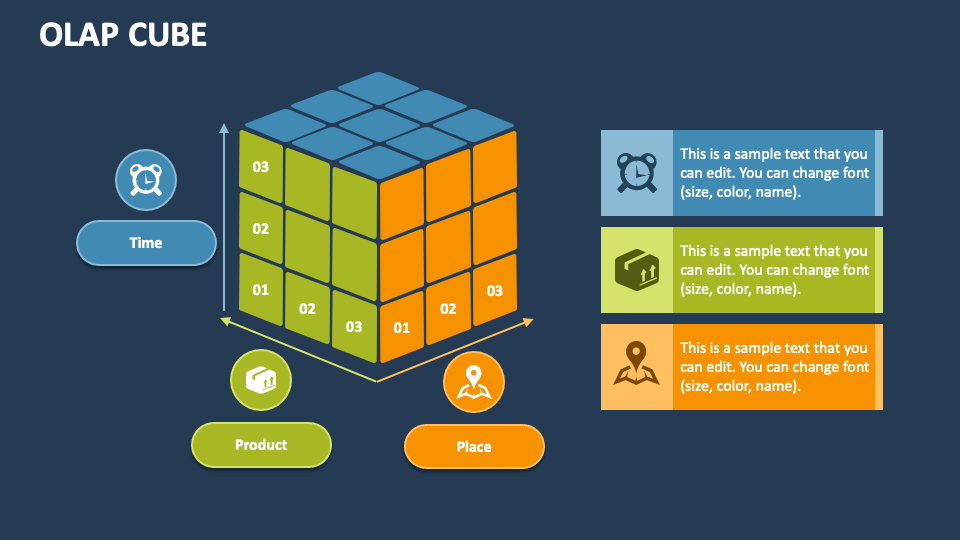 OLAP CUBE
03
02
01
02
03
01
02
03
Time
Product
Place
This is a sample text that you
can edit. You can change font
(size, color, name).
This is a sample text that you
can edit. You can change font
(size, color, name).
This is a sample text that you
can edit. You can change font
(size, color, name).